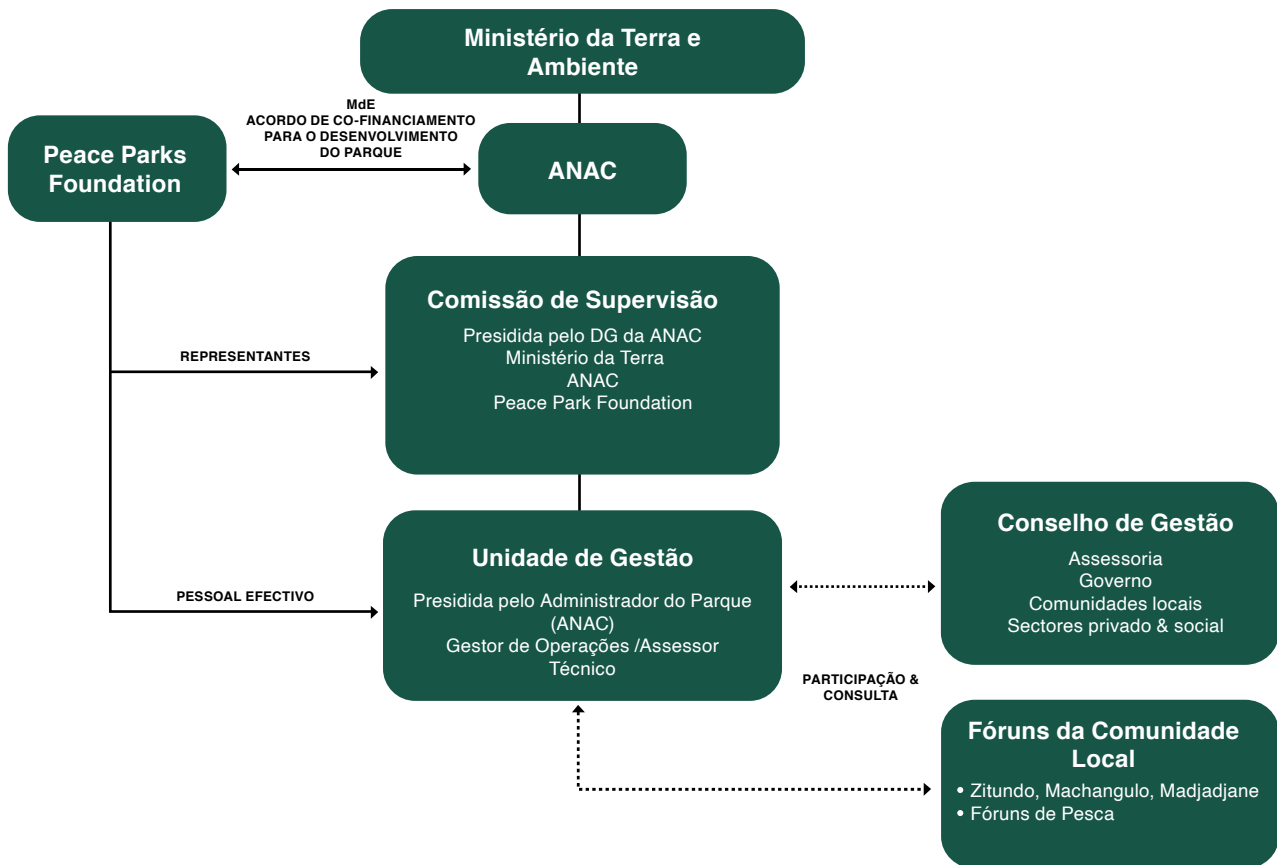 Ministério da Terra e
Ambiente
MdE
ACORDO DE CO-FINANCIAMENTO
PARA O DESENVOLVIMENTO
DO PARQUE
Peace Parks
Foundation
ANAC
Comissão de Supervisão
Presidida pelo DG da ANAC
Ministério da Terra
ANAC
Peace Park Foundation
REPRESENTANTES
Unidade de Gestão
Presidida pelo Administrador do Parque
(ANAC)
Gestor de Operações /Assessor
Técnico
PESSOAL EFECTIVO
Conselho de Gestão
Assessoria
Governo
Comunidades locais
Sectores privado & social
PARTICIPAÇÃO &
CONSULTA
Fóruns da Comunidade
Local
• Zitundo, Machangulo, Madjadjane
• Fóruns de Pesca